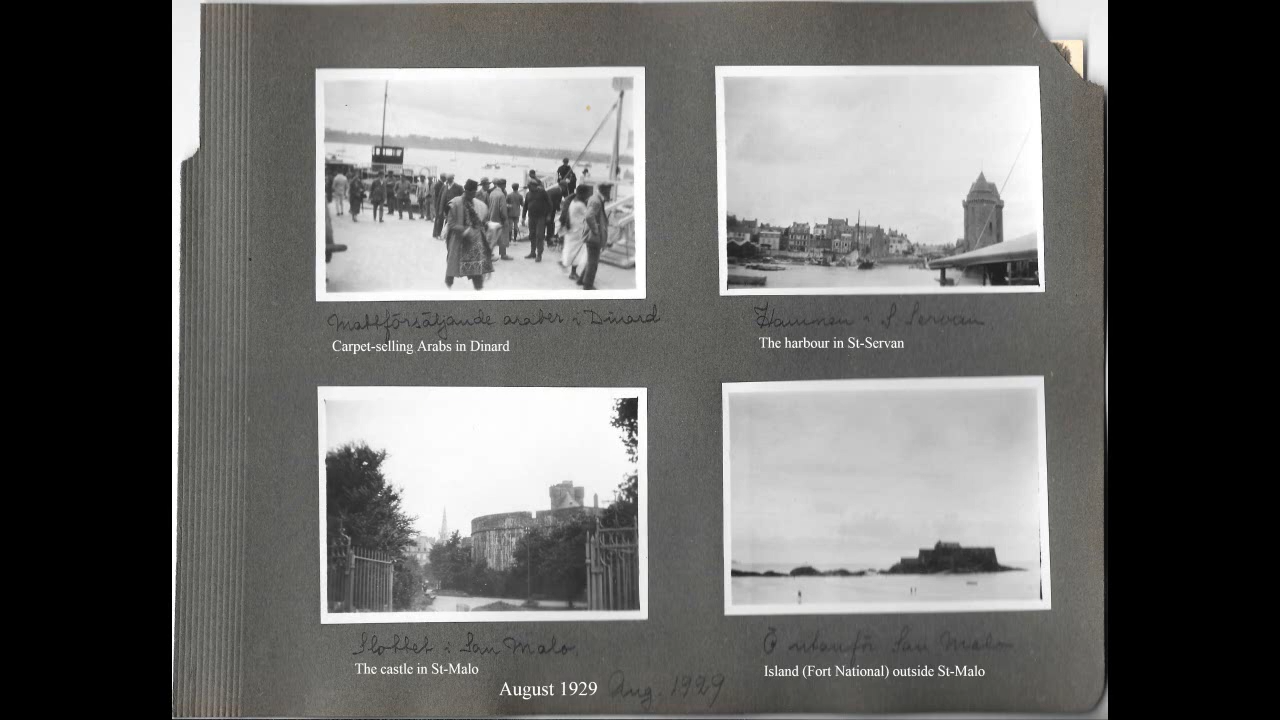 Mattförsäljande araber i Dinard
Carpet-selling Arabs in Dinard
Hamnen i S. Servan
The harbour in St-Servan
Slottet i San Malo.
The castle in St-Malo
Ö utanför San Malo
Island (Fort National) outside St-Malo
August 1929 Aug. 1929